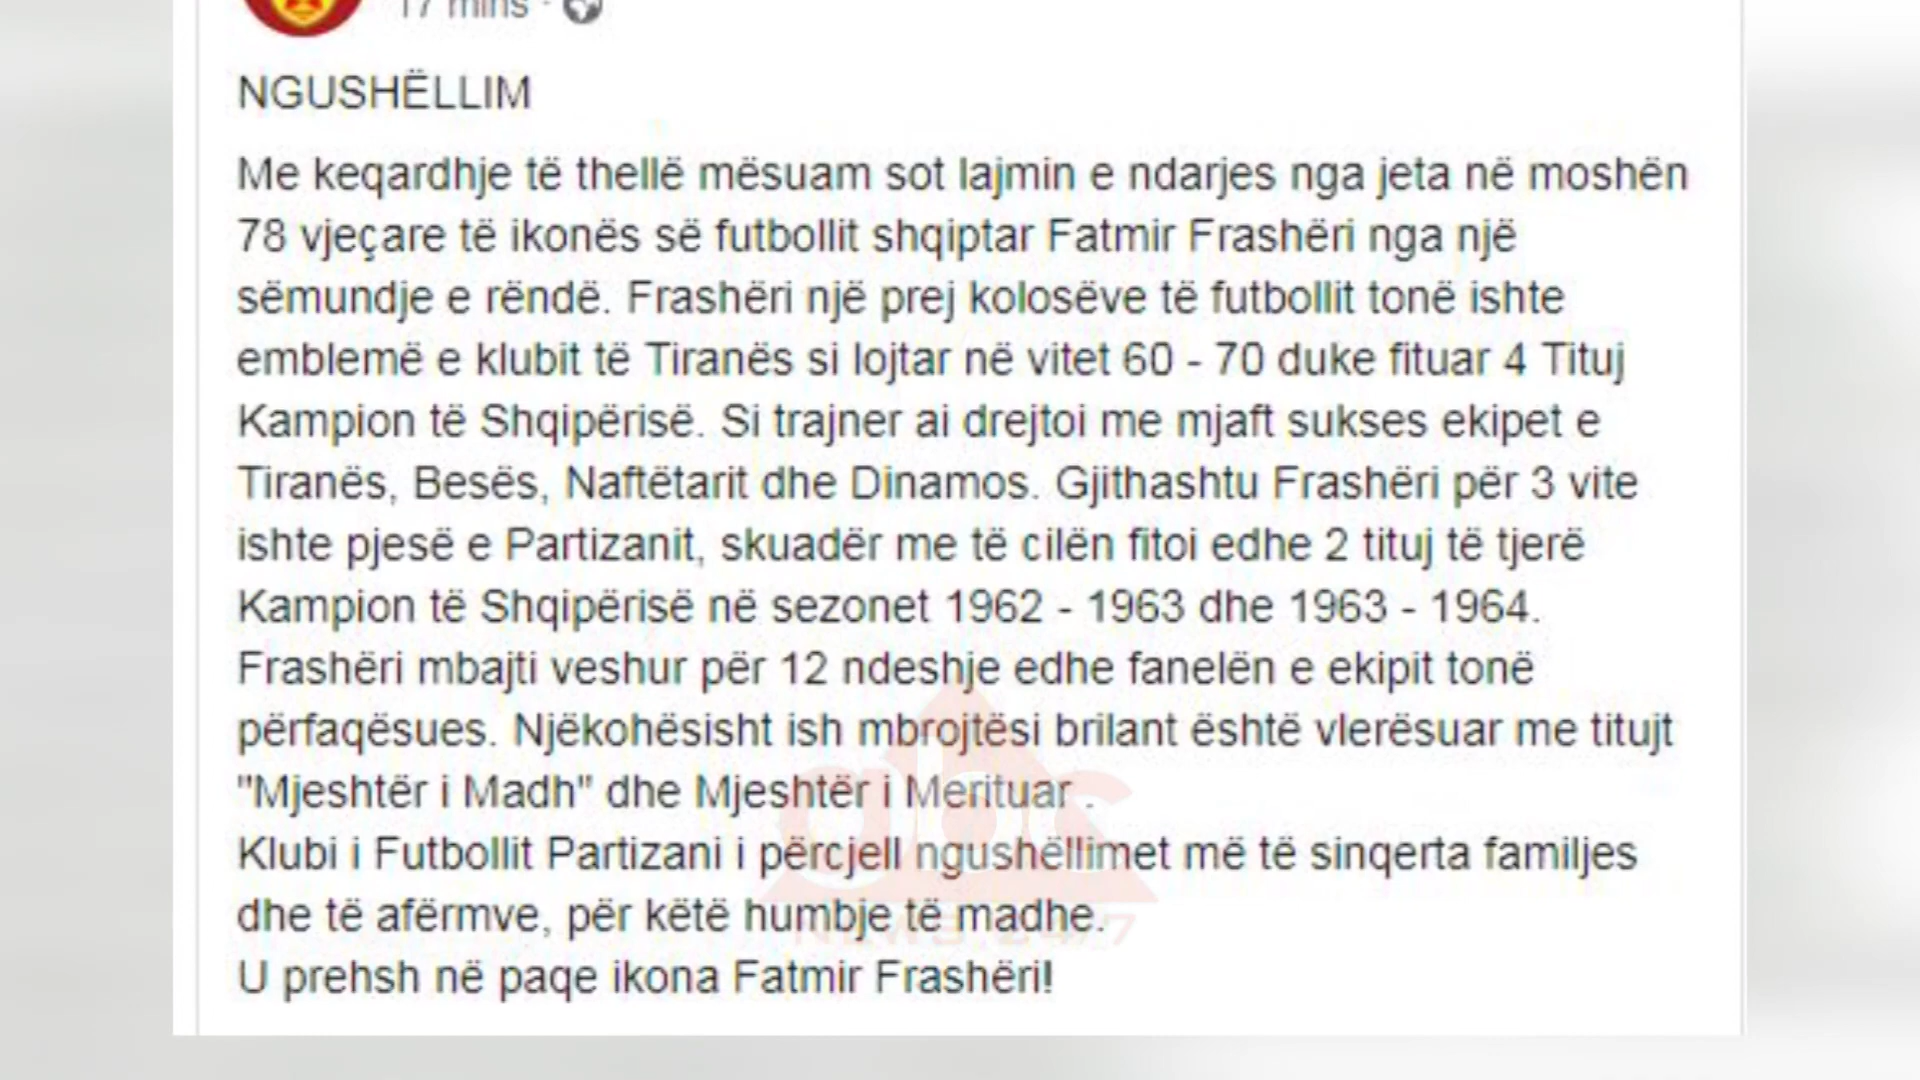 17 mins ·
NGUSHËLLIM
Me keqardhje të thellë mësuam sot lajmin e ndarjes nga jeta në moshën
78 vjeçare të ikonës së futbollit shqiptar Fatmir Frashëri nga një
sëmundje e rëndë. Frashëri një prej kolosëve të futbollit tonë ishte
emblemë e klubit të Tiranës si lojtar në vitet 60 - 70 duke fituar 4 Tituj
Kampion të Shqipërisë. Si trajner ai drejtoi me mjaft sukses ekipet e
Tiranës, Besës, Naftëtarit dhe Dinamos. Gjithashtu Frashëri për 3 vite
ishte pjesë e Partizanit, skuadër me të cilën fitoi edhe 2 tituj të tjerë
Kampion të Shqipërisë në sezonet 1962 - 1963 dhe 1963 - 1964.
Frashëri mbajti veshur për 12 ndeshje edhe fanelën e ekipit tonë
përfaqësues. Njëkohësisht ish mbrojtësi brilant është vlerësuar me titujt
"Mjeshtër i Madh" dhe Mjeshtër i Merituar .
Klubi i Futbollit Partizani i përcjell ngushëllimet më të sinqerta familjes
dhe të afërmve, për këtë humbje të madhe.
U prehsh në paqe ikona Fatmir Frashëri!
abc
NEWS 24/7